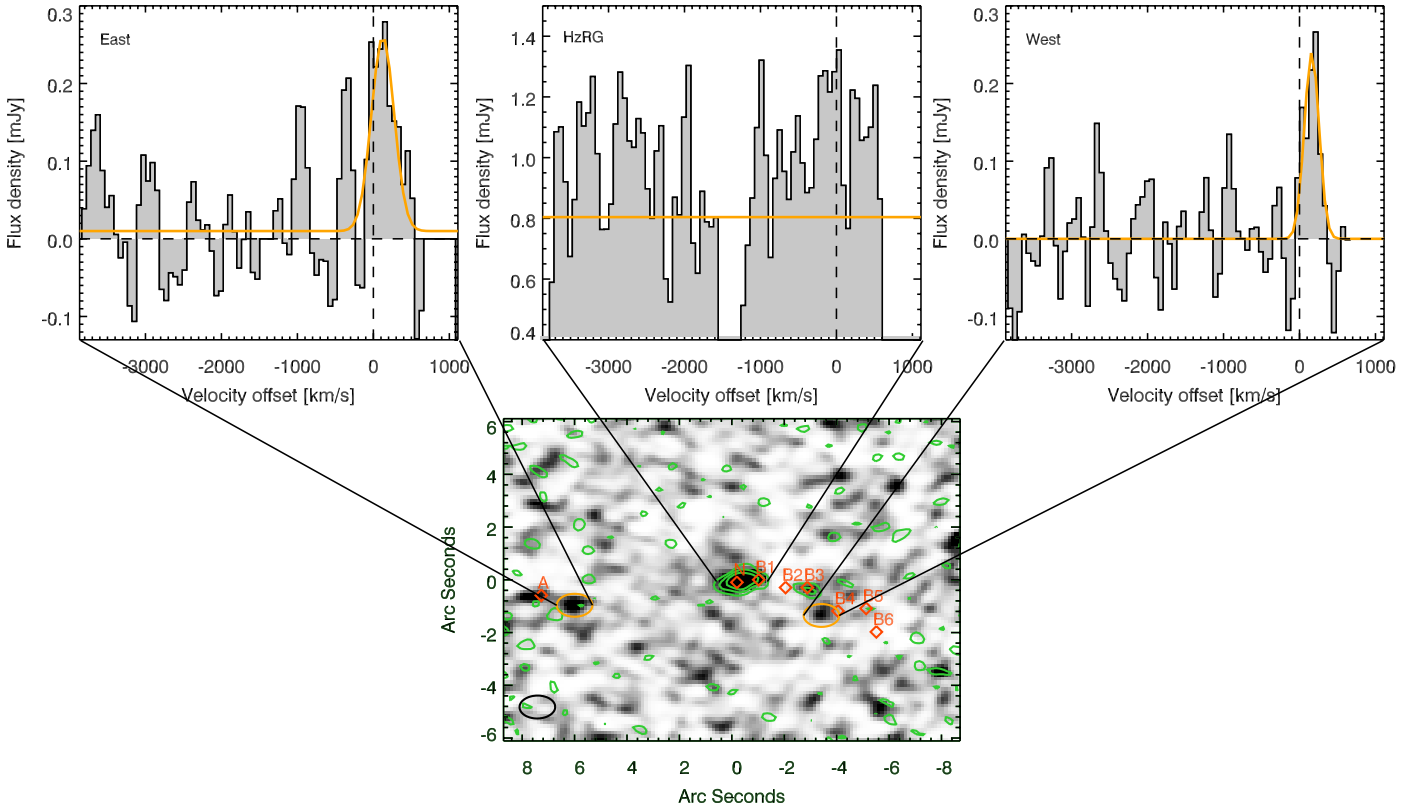 East
HzRG
West
0.3
0.2
0.1
0.0
-0.1
Flux density [mJy]
-3000 -2000 -1000 0 1000
Velocity offset [km/s]
1.4
1.2
1.0
0.8
0.6
0.4
Flux density [mJy]
-3000 -2000 -1000 0 1000
Velocity offset [km/s]
0.3
0.2
0.1
0.0
-0.1
Flux density [mJy]
-3000 -2000 -1000 0 1000
Velocity offset [km/s]
6
4
2
0
-2
-4
-6
Arc Seconds
A
N
B1
B2
B3
B4
B5
B6
8 6 4 2 0 -2 -4 -6 -8
Arc Seconds